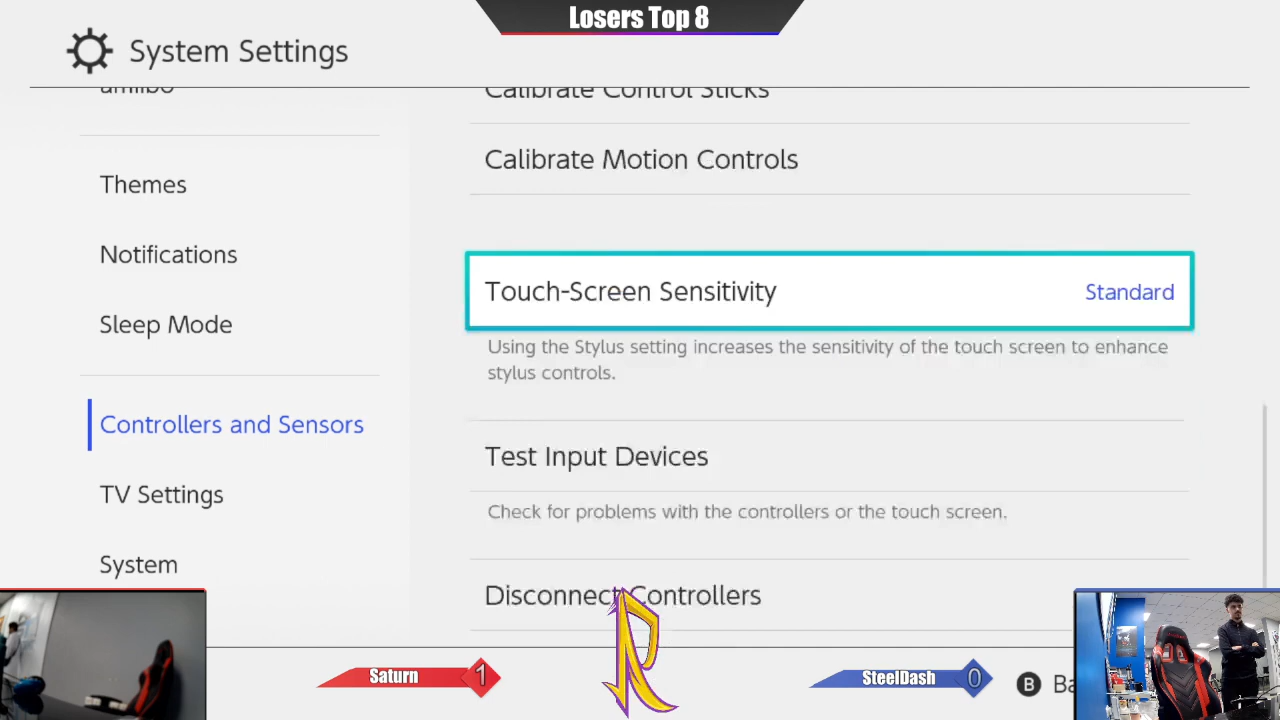 Losers Top 8
System Settings
amiibo
Calibrate Control Sticks
Calibrate Motion Controls
Themes
Notifications
Touch-Screen Sensitivity Standard
Sleep Mode
Using the Stylus setting increases the sensitivity of the touch screen to enhance
stylus controls.
Controllers and Sensors
Test Input Devices
TV Settings
Check for problems with the controllers or the touch screen.
System
Disconnect Controllers
R
Saturn 1
SteelDash 0
B Ba